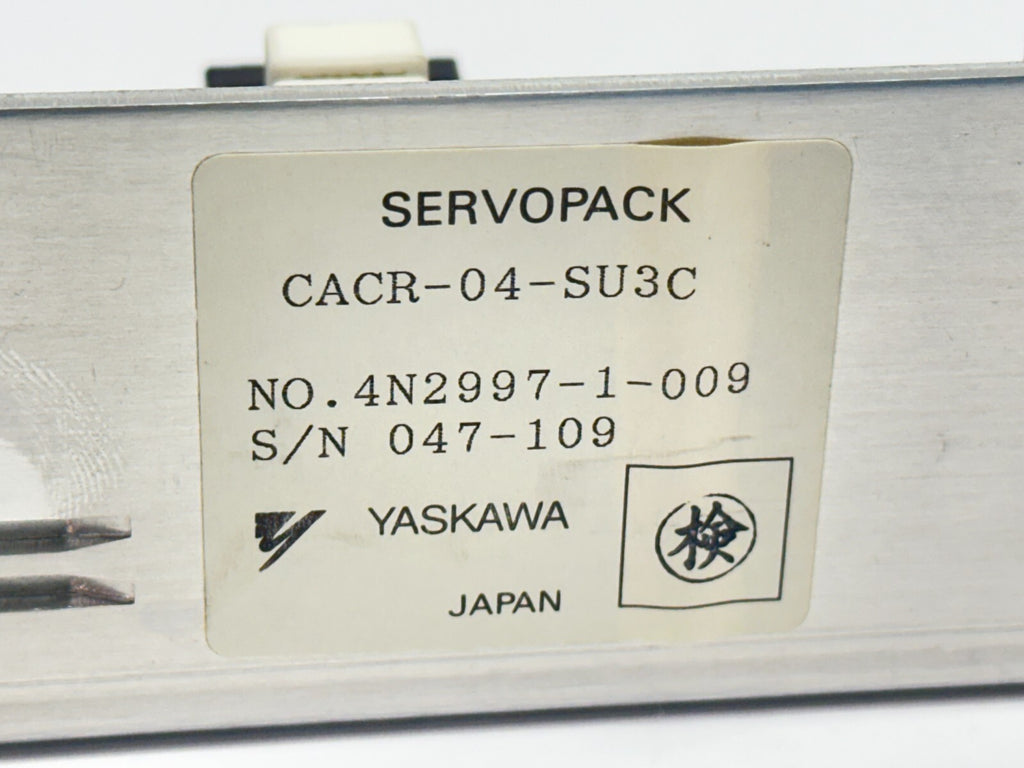 SERVOPACK
CACR-04-SU3C
NO.4N2997-1-009
S/N 047-109
YASKAWA
検
JAPAN